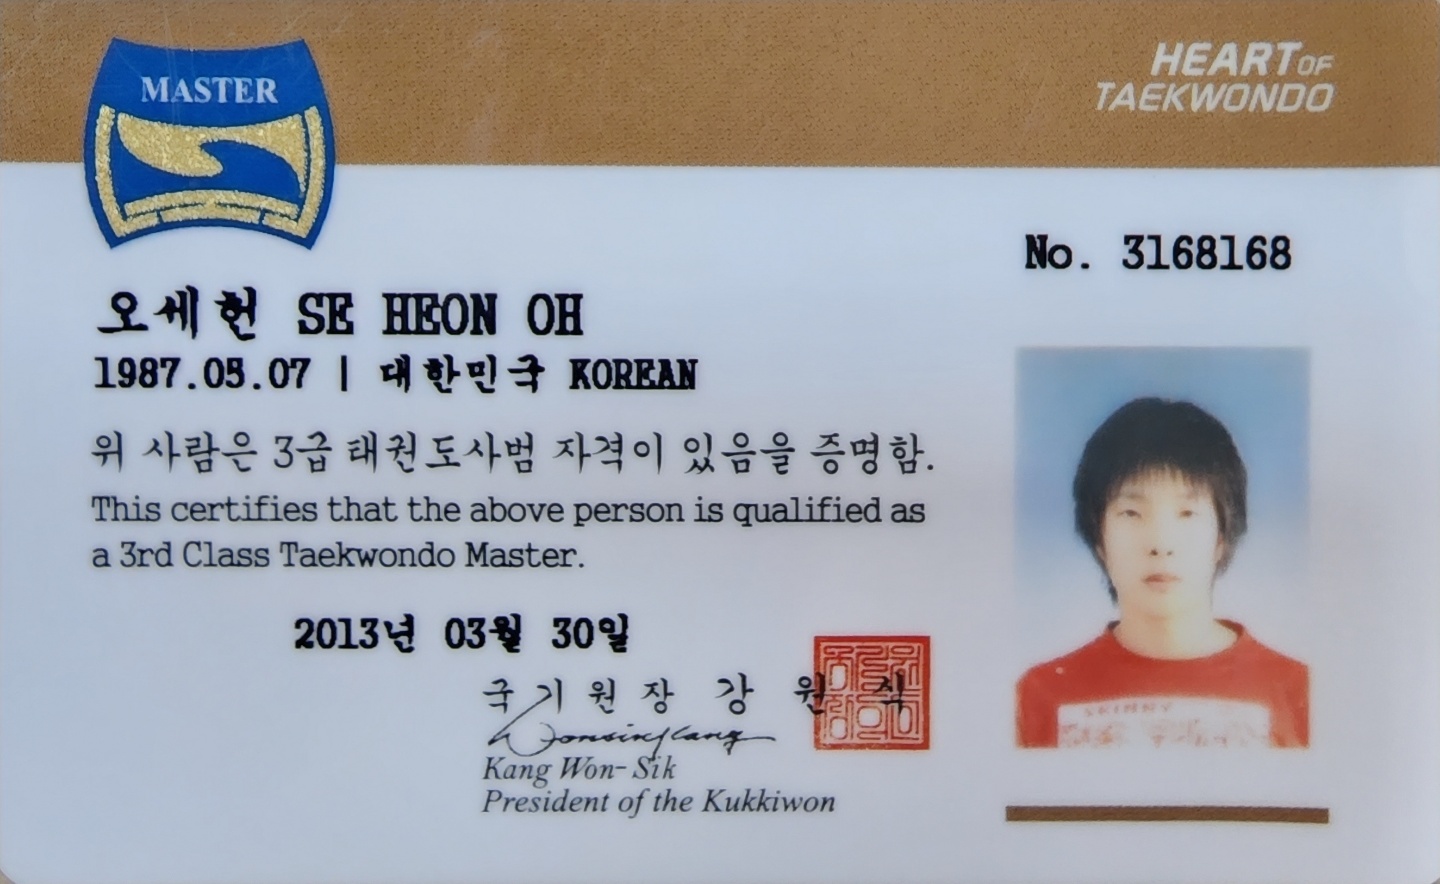 MASTER
HEART OF
TAEKWONDO
No. 3168168
오세헌 SE HEON OH
1987.05.07 | 대한민국 KOREAN
위 사람은 3급 태권도사범 자격이 있음을 증명함.
This certifies that the above person is qualified as
a 3rd Class Taekwondo Master.
2013년 03월 30일
국기원장 강 원 식
Kang Won-Sik
President of the Kukkiwon
SKINNY